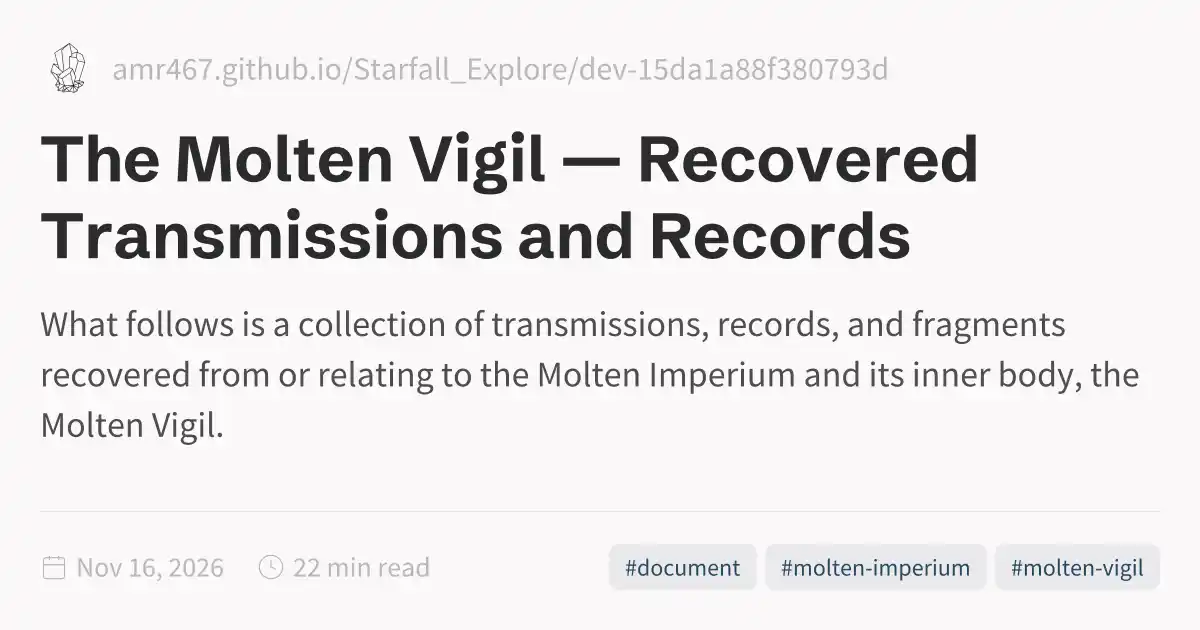 amr467.github.io/Starfall_Explore/dev-15da1a88f380793d
The Molten Vigil — Recovered
Transmissions and Records
What follows is a collection of transmissions, records, and fragments
recovered from or relating to the Molten Imperium and its inner body, the
Molten Vigil.
Nov 16, 2026 22 min read #document #molten-imperium #molten-vigil